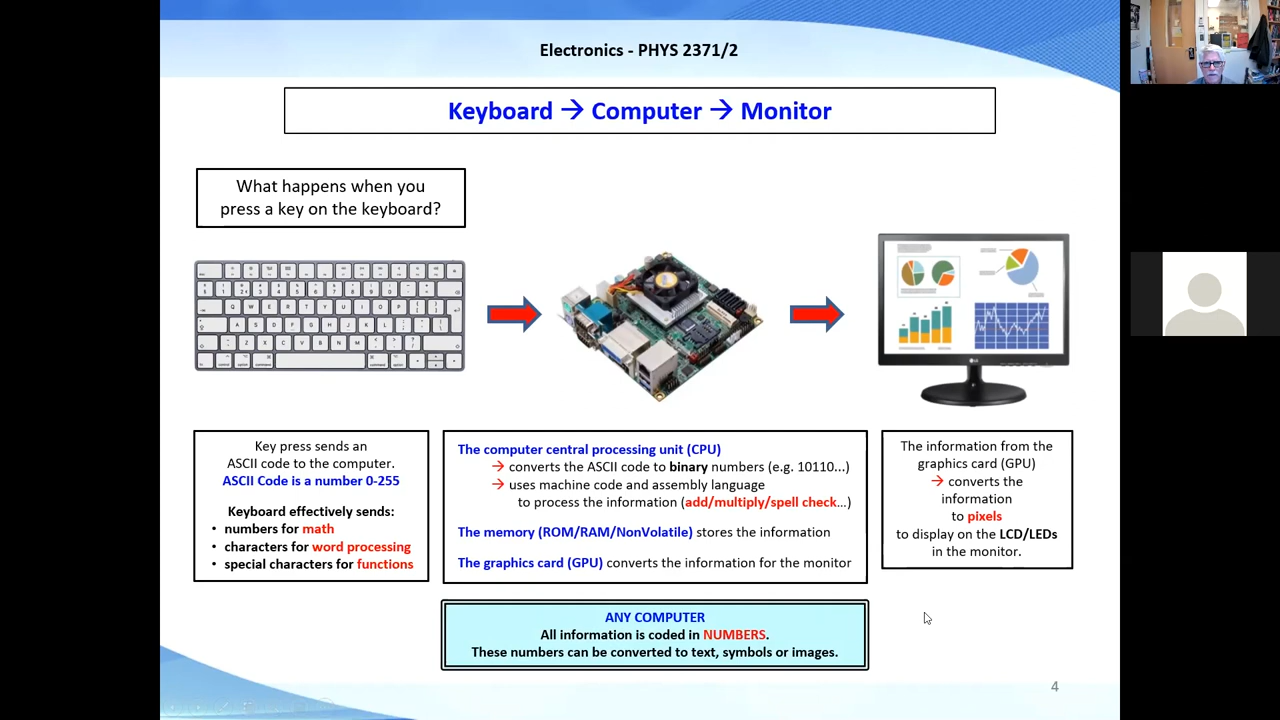 Electronics - PHYS 2371/2
Keyboard → Computer → Monitor
What happens when you
press a key on the keyboard?
Key press sends an
ASCII code to the computer.
ASCII Code is a number 0-255
Keyboard effectively sends:
• numbers for math
• characters for word processing
• special characters for functions
The computer central processing unit (CPU)
→ converts the ASCII code to binary numbers (e.g. 10110...)
→ uses machine code and assembly language
to process the information (add/multiply/spell check...)
The memory (ROM/RAM/NonVolatile) stores the information
The graphics card (GPU) converts the information for the monitor
The information from the
graphics card (GPU)
→ converts the
information
to pixels
to display on the LCD/LEDs
in the monitor.
ANY COMPUTER
All information is coded in NUMBERS.
These numbers can be converted to text, symbols or images.
4